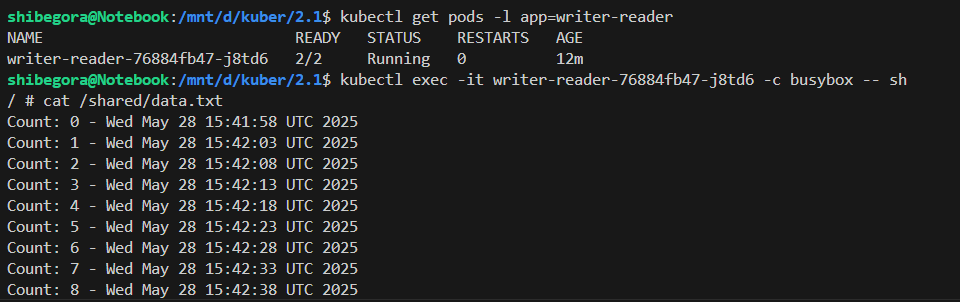 shibegora@Notebook:/mnt/d/kuber/2.1$ kubectl get pods -l app=writer-reader
NAME                            READY   STATUS    RESTARTS   AGE
writer-reader-76884fb47-j8td6   2/2     Running   0          12m
shibegora@Notebook:/mnt/d/kuber/2.1$ kubectl exec -it writer-reader-76884fb47-j8td6 -c busybox -- sh
/ # cat /shared/data.txt
Count: 0 - Wed May 28 15:41:58 UTC 2025
Count: 1 - Wed May 28 15:42:03 UTC 2025
Count: 2 - Wed May 28 15:42:08 UTC 2025
Count: 3 - Wed May 28 15:42:13 UTC 2025
Count: 4 - Wed May 28 15:42:18 UTC 2025
Count: 5 - Wed May 28 15:42:23 UTC 2025
Count: 6 - Wed May 28 15:42:28 UTC 2025
Count: 7 - Wed May 28 15:42:33 UTC 2025
Count: 8 - Wed May 28 15:42:38 UTC 2025